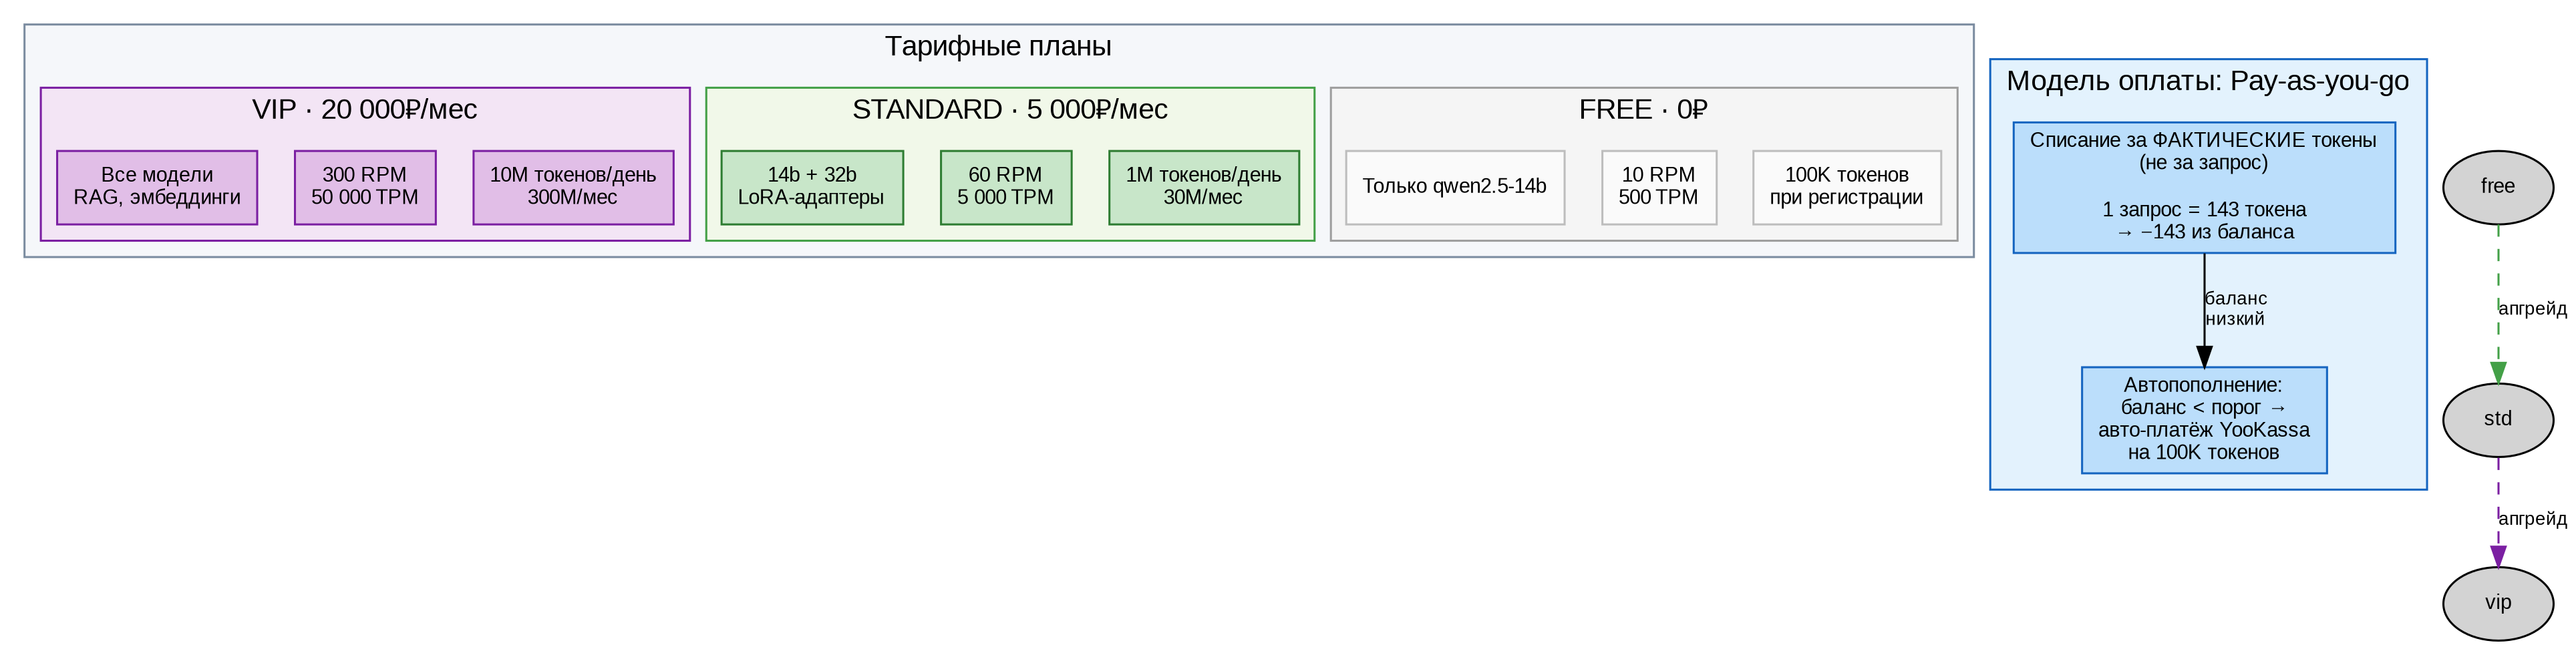 Тарифные планы
VIP · 20 000₽/мес
Все модели
RAG, эмбеддинги
300 RPM
50 000 TPM
10M токенов/день
300M/мес
STANDARD · 5 000₽/мес
14b + 32b
LoRA-адаптеры
60 RPM
5 000 TPM
1M токенов/день
30M/мес
FREE · 0₽
Только qwen2.5-14b
10 RPM
500 TPM
100K токенов
при регистрации
Модель оплаты: Pay-as-you-go
Списание за ФАКТИЧЕСКИЕ токены
(не за запрос)
1 запрос = 143 токена
→ −143 из баланса
баланс
низкий
Автопополнение:
баланс < порог →
авто-платёж YooKassa
на 100K токенов
free
апгрейд
std
апгрейд
vip